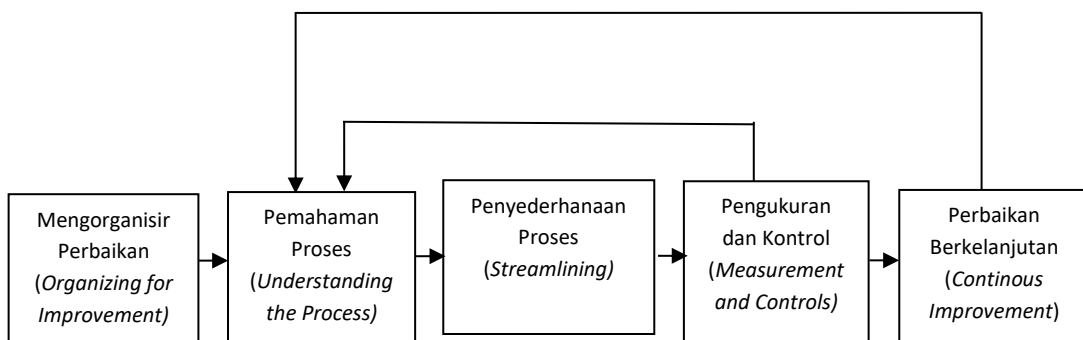 Mengorganisir
Perbaikan
(Organizing for
Improvement)
Pemahaman
Proses
(Understanding
the Process)
Penyederhanaan
Proses
(Streamlining)
Pengukuran
dan Kontrol
(Measurement
and Controls)
Perbaikan
Berkelanjutan
(Continous
Improvement)